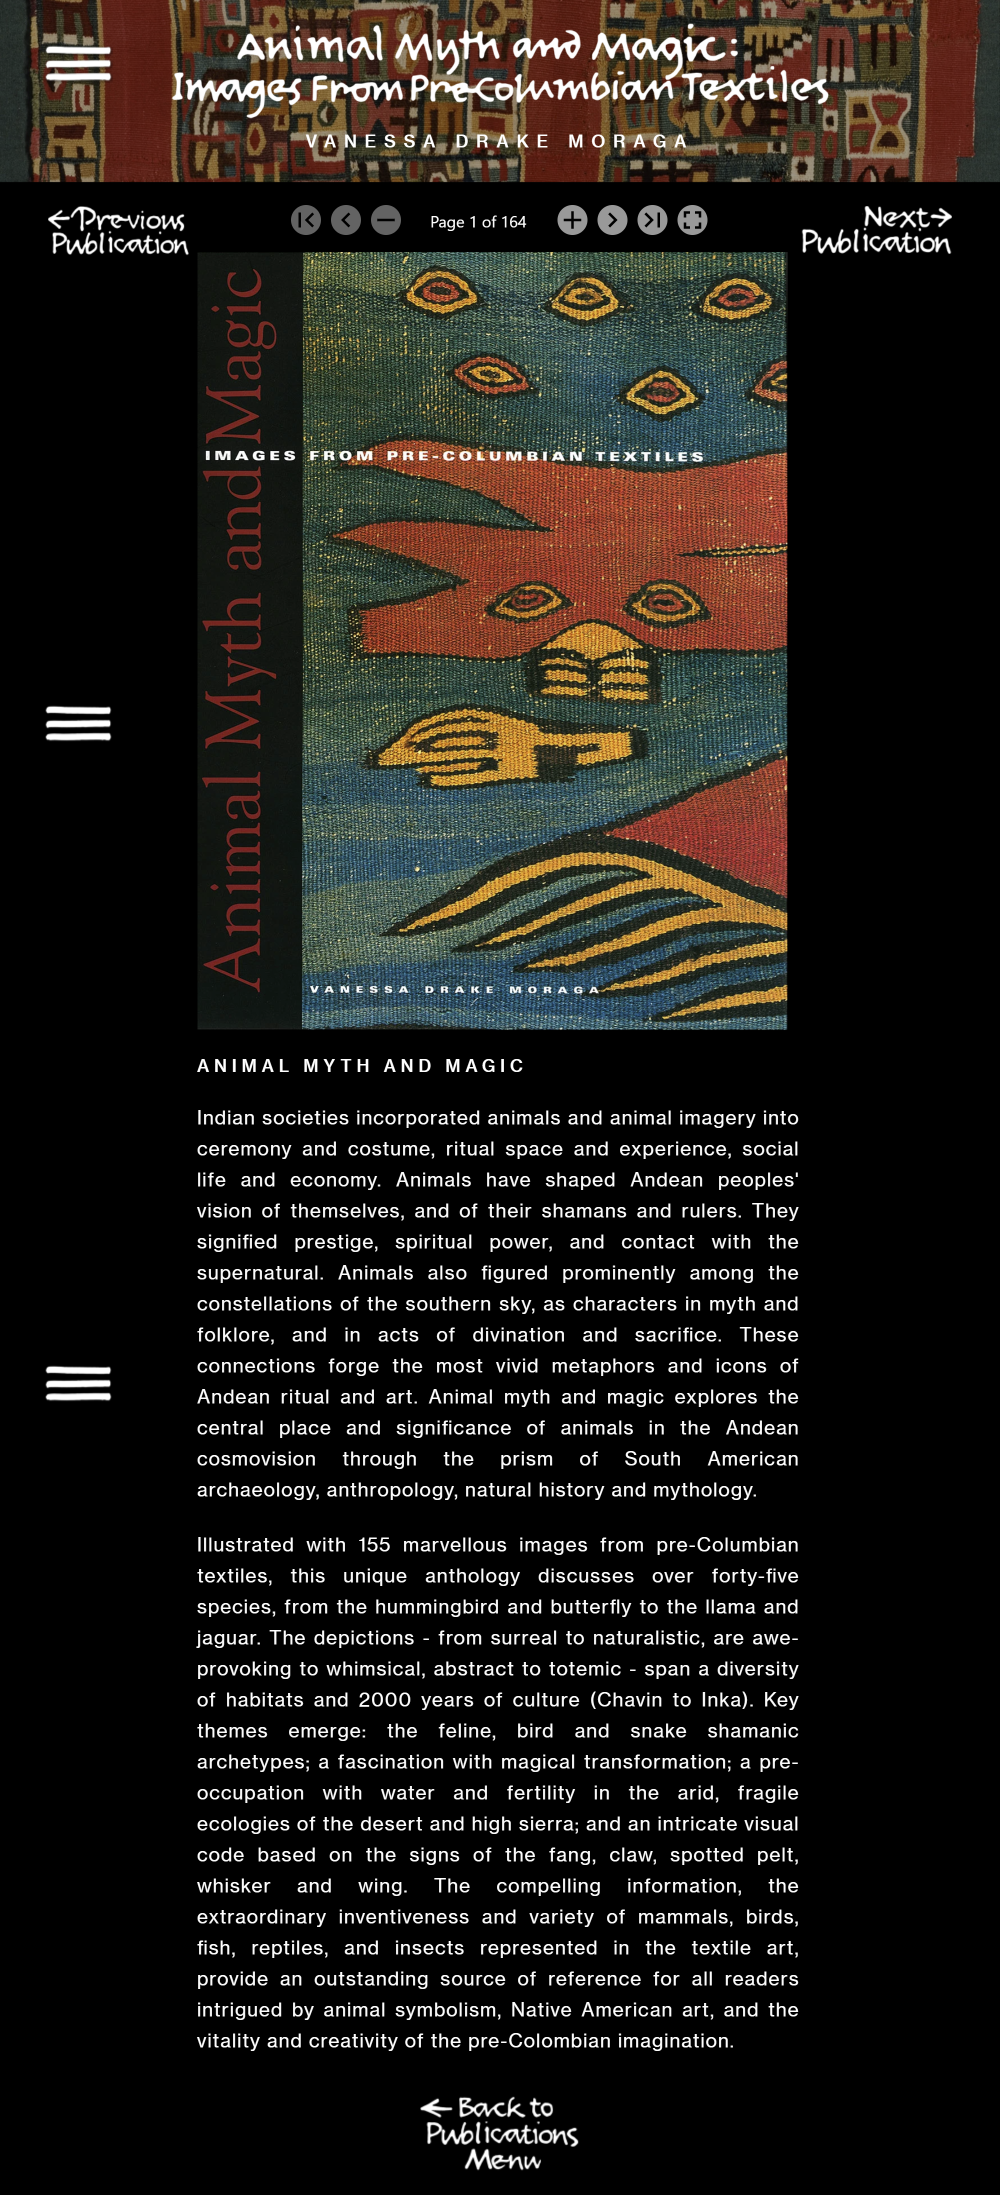 Animal Myth and Magic:
Images From PreColumbian Textiles
VANESSA DRAKE MORAGA
←Previous
Publication
Page 1 of 164
Next→
Publication
Animal Myth and Magic
IMAGES FROM PRE-COLUMBIAN TEXTILES
VANESSA DRAKE MORAGA
ANIMAL MYTH AND MAGIC
Indian societies incorporated animals and animal imagery into
ceremony and costume, ritual space and experience, social
life and economy. Animals have shaped Andean peoples'
vision of themselves, and of their shamans and rulers. They
signified prestige, spiritual power, and contact with the
supernatural. Animals also figured prominently among the
constellations of the southern sky, as characters in myth and
folklore, and in acts of divination and sacrifice. These
connections forge the most vivid metaphors and icons of
Andean ritual and art. Animal myth and magic explores the
central place and significance of animals in the Andean
cosmovision through the prism of South American
archaeology, anthropology, natural history and mythology.
Illustrated with 155 marvellous images from pre-Columbian
textiles, this unique anthology discusses over forty-five
species, from the hummingbird and butterfly to the llama and
jaguar. The depictions - from surreal to naturalistic, are awe-
provoking to whimsical, abstract to totemic - span a diversity
of habitats and 2000 years of culture (Chavin to Inka). Key
themes emerge: the feline, bird and snake shamanic
archetypes; a fascination with magical transformation; a pre-
occupation with water and fertility in the arid, fragile
ecologies of the desert and high sierra; and an intricate visual
code based on the signs of the fang, claw, spotted pelt,
whisker and wing. The compelling information, the
extraordinary inventiveness and variety of mammals, birds,
fish, reptiles, and insects represented in the textile art,
provide an outstanding source of reference for all readers
intrigued by animal symbolism, Native American art, and the
vitality and creativity of the pre-Colombian imagination.
←Back to
Publications
Menu